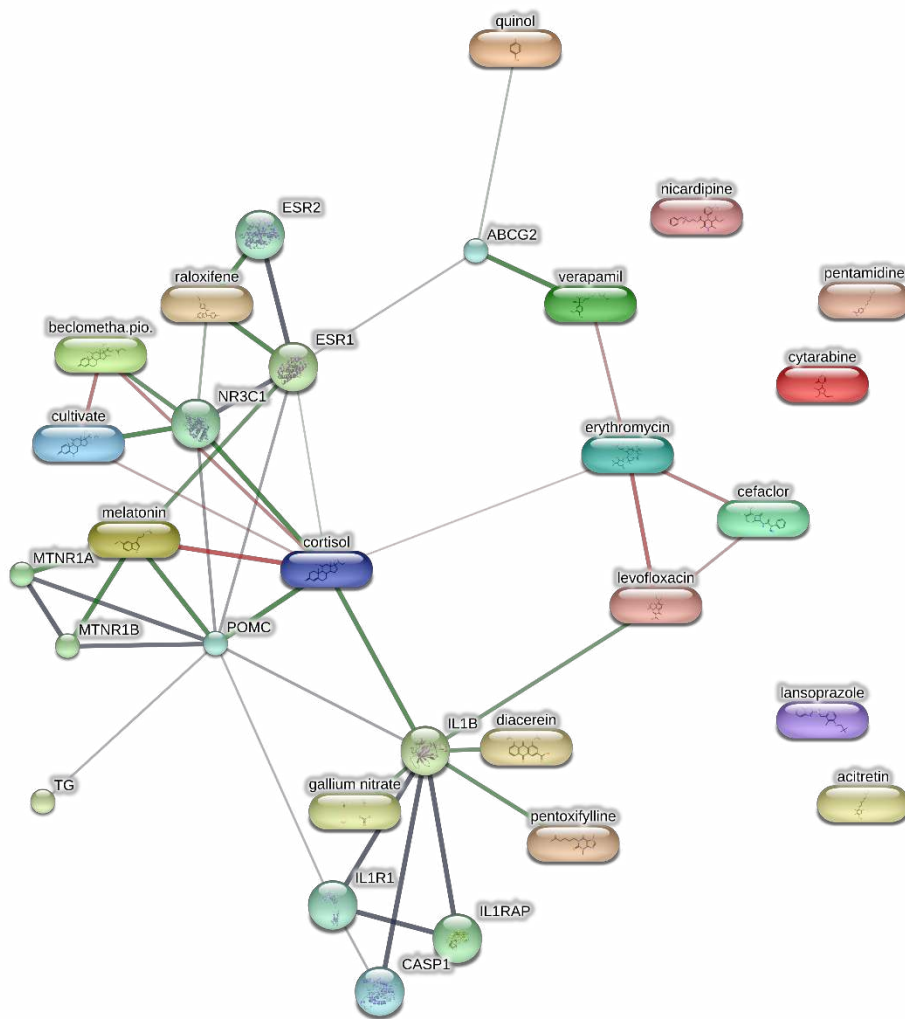 quinol
nicardipine
ESR2
ABCG2
raloxifene
verapamil
pentamidine
beclometha.pio.
ESR1
cytarabine
NR3C1
cultivate
erythromycin
cefaclor
melatonin
cortisol
MTNR1A
levofloxacin
MTNR1B
POMC
lansoprazole
IL1B
diacerein
TG
gallium nitrate
acitretin
pentoxifylline
IL1R1
IL1RAP
CASP1